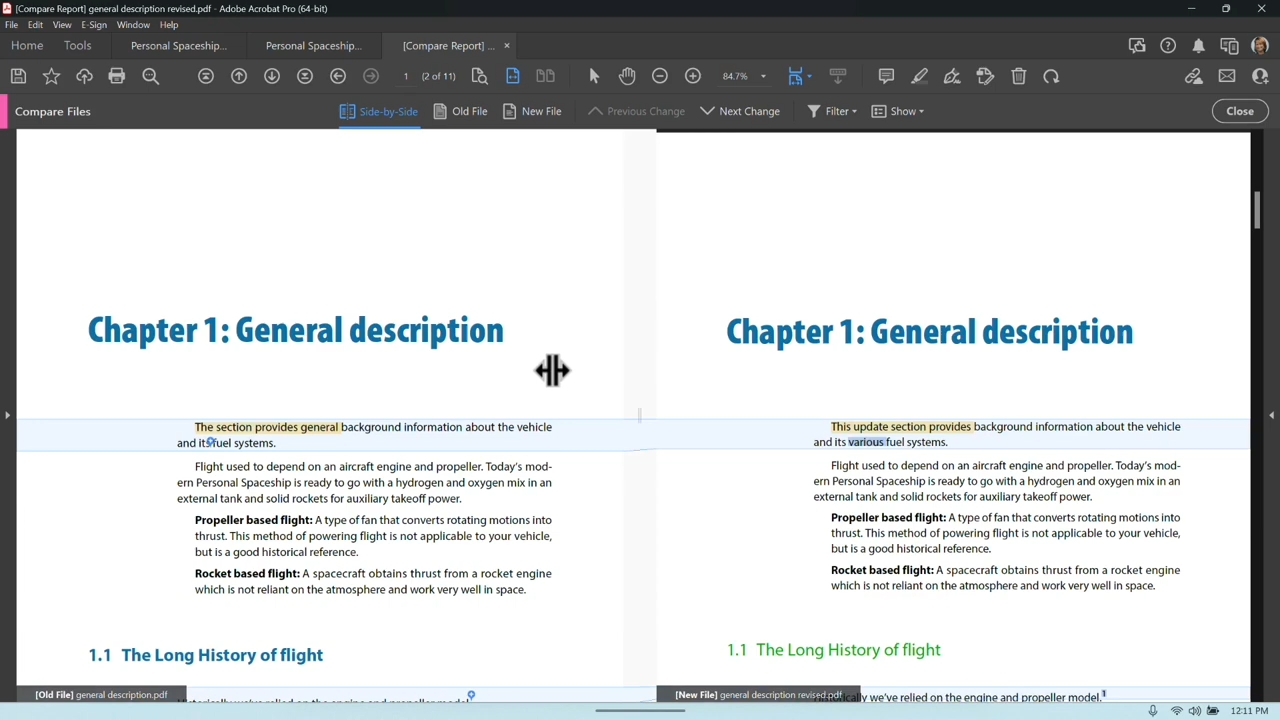 [Compare Report] general description revised.pdf - Adobe Acrobat Pro (64-bit)
File Edit View E-Sign Window Help
Home Tools Personal Spaceship... Personal Spaceship... [Compare Report] ... ×
1 (2 of 11) 84.7%
Compare Files Side-by-Side Old File New File Previous Change Next Change Filter Show Close
Chapter 1: General description
The section provides general background information about the vehicle
and its fuel systems.
Flight used to depend on an aircraft engine and propeller. Today's mod-
ern Personal Spaceship is ready to go with a hydrogen and oxygen mix in an
external tank and solid rockets for auxiliary takeoff power.
Propeller based flight: A type of fan that converts rotating motions into
thrust. This method of powering flight is not applicable to your vehicle,
but is a good historical reference.
Rocket based flight: A spacecraft obtains thrust from a rocket engine
which is not reliant on the atmosphere and work very well in space.
1.1 The Long History of flight
[Old File] general description.pdf
Chapter 1: General description
This update section provides background information about the vehicle
and its various fuel systems.
Flight used to depend on an aircraft engine and propeller. Today's mod-
ern Personal Spaceship is ready to go with a hydrogen and oxygen mix in an
external tank and solid rockets for auxiliary takeoff power.
Propeller based flight: A type of fan that converts rotating motions into
thrust. This method of powering flight is not applicable to your vehicle,
but is a good historical reference.
Rocket based flight: A spacecraft obtains thrust from a rocket engine
which is not reliant on the atmosphere and work very well in space.
1.1 The Long History of flight
[New File] general description revised.pdf we've relied on the engine and propeller model.1
12:11 PM